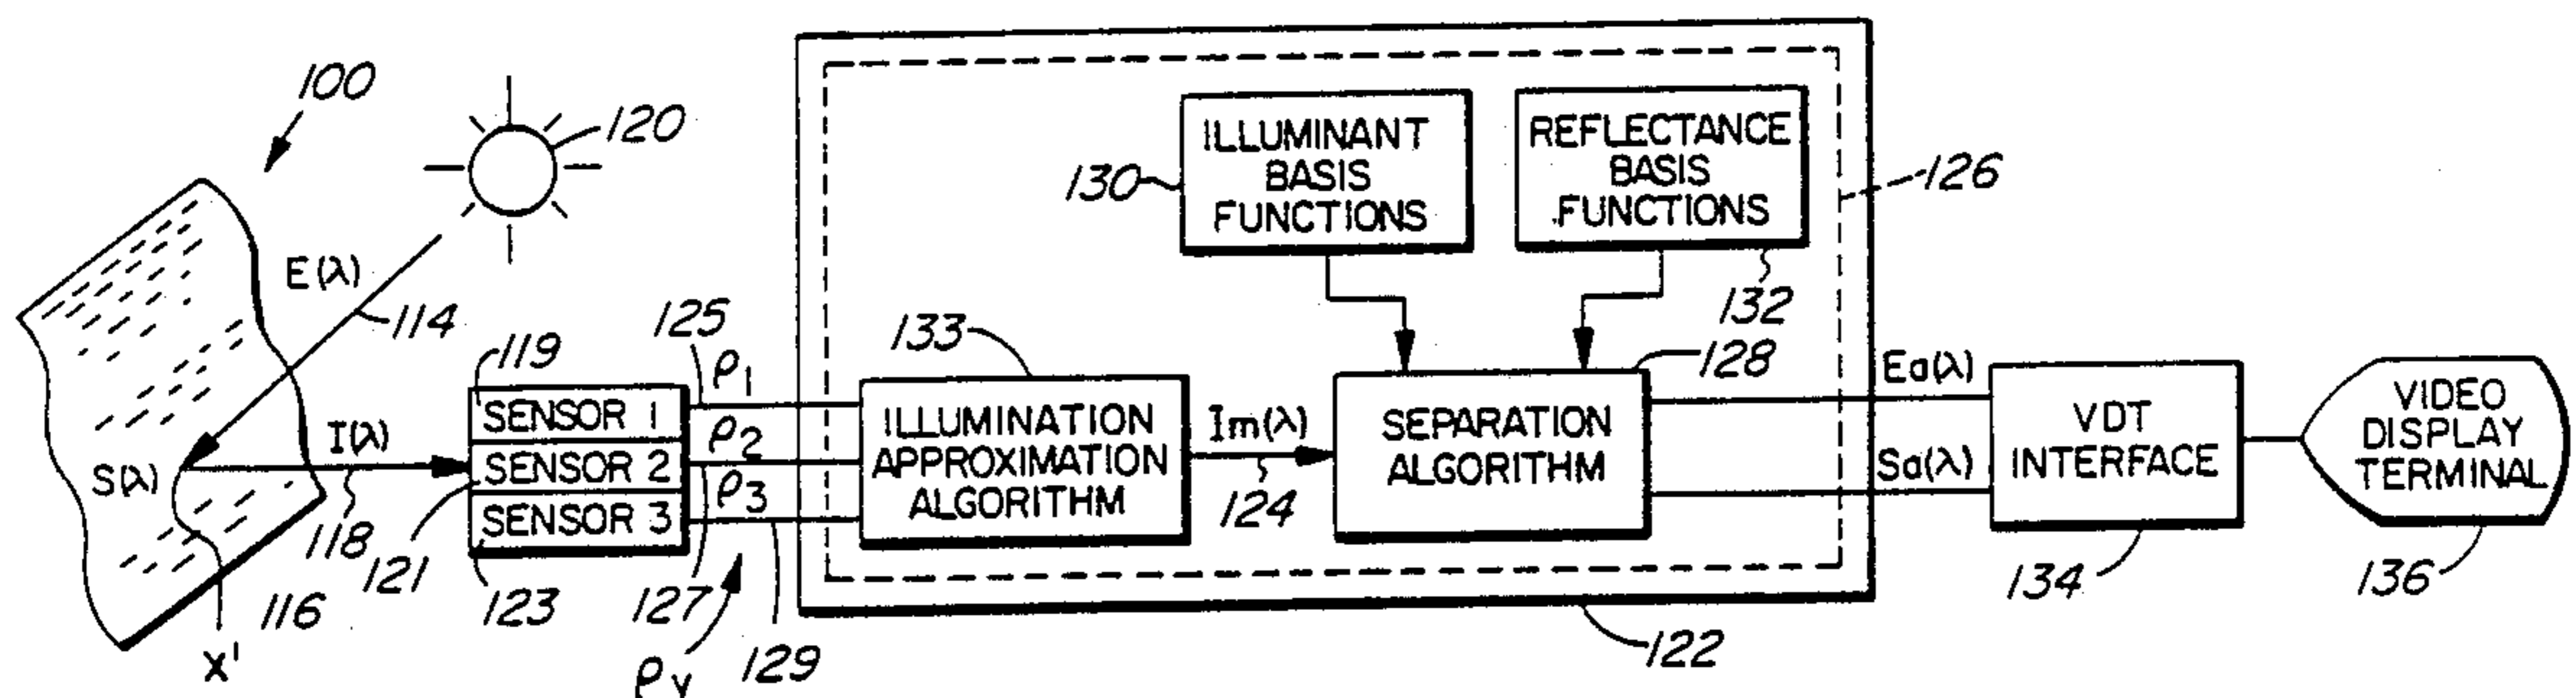 100
120
E(λ)
114
S(λ)
I(λ)
118
116
X'
119
121
123
SENSOR 1
SENSOR 2
SENSOR 3
125
ρ1
ρ2
ρ3
127
129
ρv
133
ILLUMINATION
APPROXIMATION
ALGORITHM
Im(λ)
124
130
ILLUMINANT
BASIS
FUNCTIONS
REFLECTANCE
BASIS
FUNCTIONS
132
126
128
SEPARATION
ALGORITHM
122
Ea(λ)
Sa(λ)
VDT
INTERFACE
134
VIDEO
DISPLAY
TERMINAL
136